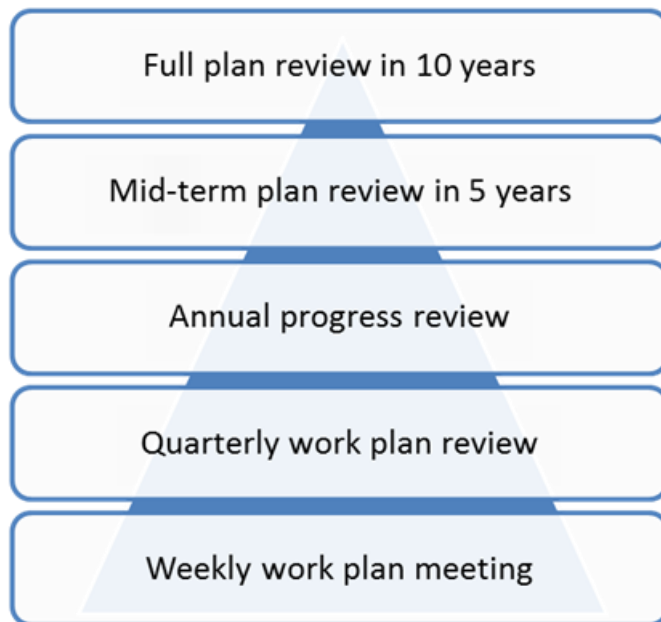 Full plan review in 10 years
Mid-term plan review in 5 years
Annual progress review
Quarterly work plan review
Weekly work plan meeting